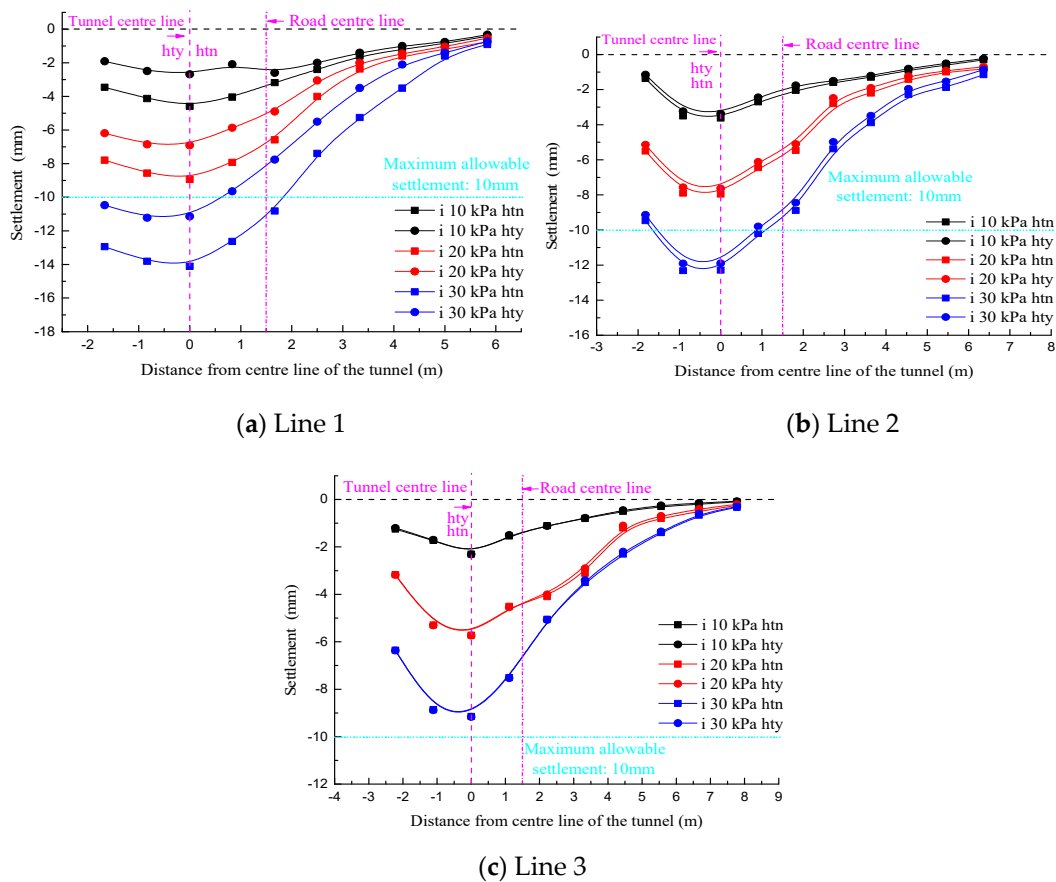 Tunnel centre line
Road centre line
hty
htn
Maximum allowable
settlement: 10mm
i 10 kPa htn
i 10 kPa hty
i 20 kPa htn
i 20 kPa hty
i 30 kPa htn
i 30 kPa hty
0
-2
-4
-6
-8
-10
-12
-14
-16
-18
Settlement (mm)
-2 -1 0 1 2 3 4 5 6
Distance from centre line of the tunnel (m)
(a) Line 1
Tunnel centre line
Road centre line
hty
htn
Maximum allowable
settlement: 10mm
i 10 kPa htn
i 10 kPa hty
i 20 kPa htn
i 20 kPa hty
i 30 kPa htn
i 30 kPa hty
0
-2
-4
-6
-8
-10
-12
-14
-16
Settlement (mm)
-3 -2 -1 0 1 2 3 4 5 6 7 8
Distance from centre line of the tunnel (m)
(b) Line 2
Tunnel centre line
Road centre line
hty
htn
i 10 kPa htn
i 10 kPa hty
i 20 kPa htn
i 20 kPa hty
i 30 kPa htn
i 30 kPa hty
Maximum allowable
settlement: 10mm
0
-2
-4
-6
-8
-10
-12
Settlement (mm)
-4 -3 -2 -1 0 1 2 3 4 5 6 7 8 9
Distance from centre line of the tunnel (m)
(c) Line 3